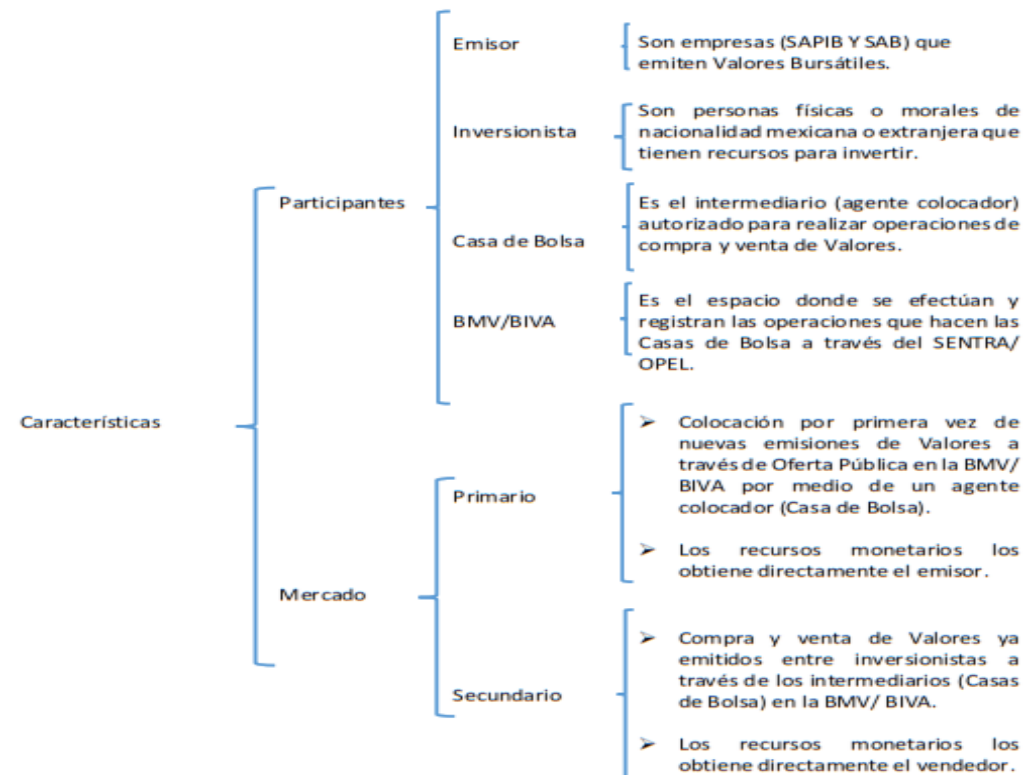 Características
Participantes
Emisor
Son empresas (SAPIB Y SAB) que
emiten Valores Bursátiles.
Inversionista
Son personas físicas o morales de
nacionalidad mexicana o extranjera que
tienen recursos para invertir.
Casa de Bolsa
Es el intermediario (agente colocador)
autorizado para realizar operaciones de
compra y venta de Valores.
BMV/BIVA
Es el espacio donde se efectúan y
registran las operaciones que hacen las
Casas de Bolsa a través del SENTRA/
OPEL.
Mercado
Primario
➢ Colocación por primera vez de
nuevas emisiones de Valores a
través de Oferta Pública en la BMV/
BIVA por medio de un agente
colocador (Casa de Bolsa).
➢ Los recursos monetarios los
obtiene directamente el emisor.
Secundario
➢ Compra y venta de Valores ya
emitidos entre inversionistas a
través de los intermediarios (Casas
de Bolsa) en la BMV/ BIVA.
➢ Los recursos monetarios los
obtiene directamente el vendedor.